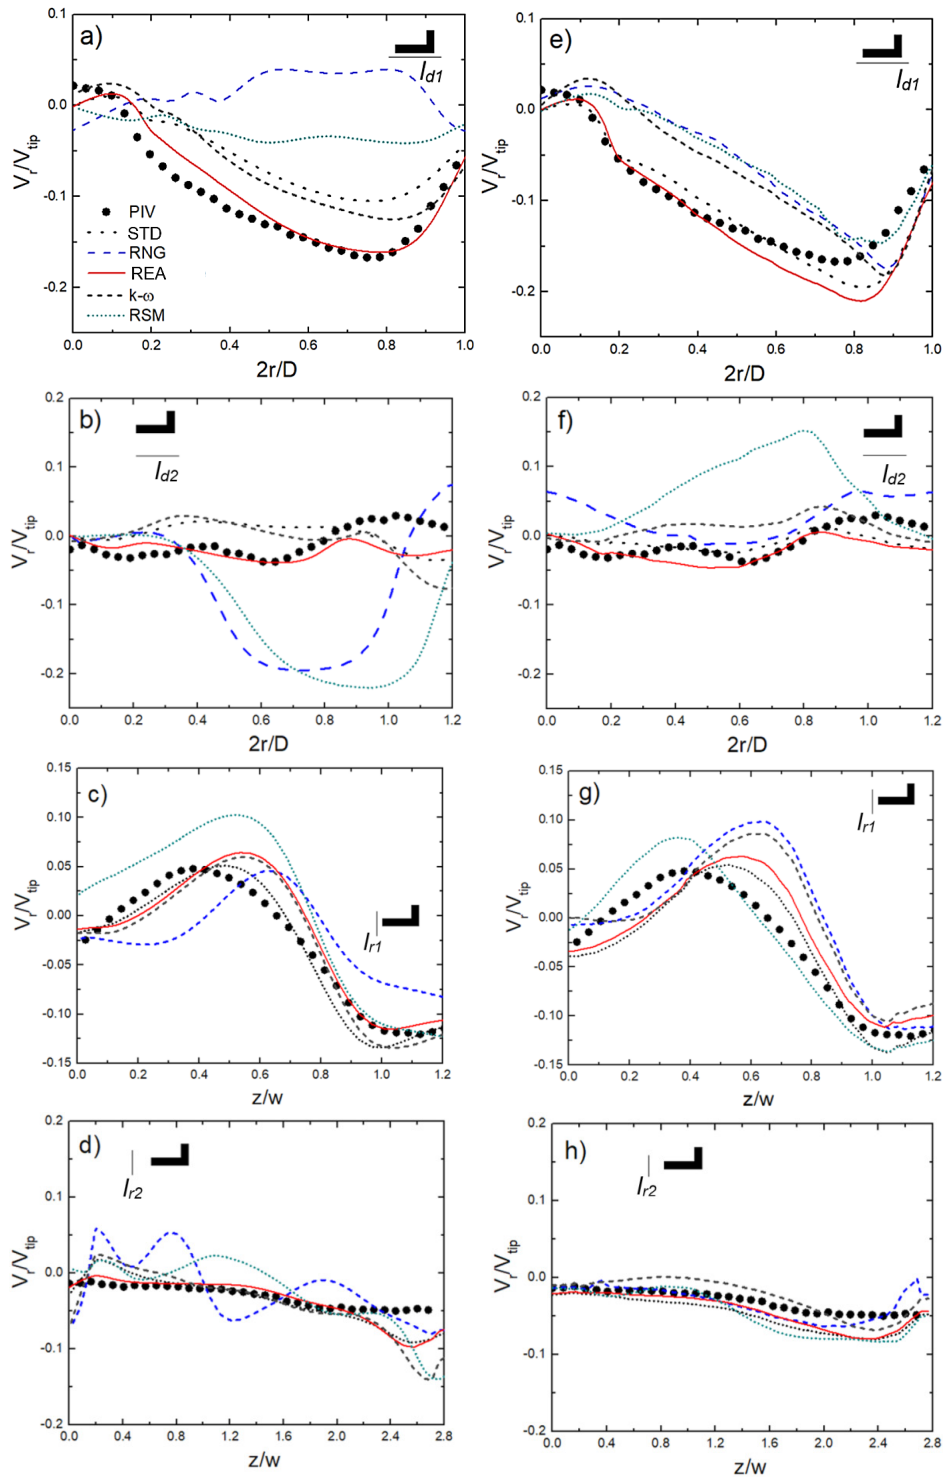 a)
l_d1
0.1
0.0
-0.1
-0.2
V_r/V_tip
PIV
STD
RNG
REA
k-ω
RSM
0.0 0.2 0.4 0.6 0.8 1.0
2r/D
e)
l_d1
0.1
0.0
-0.1
-0.2
V_r/V_tip
0.0 0.2 0.4 0.6 0.8 1.0
2r/D
b)
l_d2
0.2
0.1
0.0
-0.1
-0.2
V_r/V_tip
0.0 0.2 0.4 0.6 0.8 1.0 1.2
2r/D
f)
l_d2
0.2
0.1
0.0
-0.1
-0.2
V_r/V_tip
0.0 0.2 0.4 0.6 0.8 1.0 1.2
2r/D
c)
l_r1
0.15
0.10
0.05
0.00
-0.05
-0.10
-0.15
V_r/V_tip
0.0 0.2 0.4 0.6 0.8 1.0 1.2
z/w
g)
l_r1
0.15
0.10
0.05
0.00
-0.05
-0.10
-0.15
V_r/V_tip
0.0 0.2 0.4 0.6 0.8 1.0 1.2
z/w
d)
l_r2
0.2
0.1
0.0
-0.1
-0.2
V_r/V_tip
0.0 0.4 0.8 1.2 1.6 2.0 2.4 2.8
z/w
h)
l_r2
0.2
0.1
0.0
-0.1
-0.2
V_r/V_tip
0.0 0.4 0.8 1.2 1.6 2.0 2.4 2.8
z/w